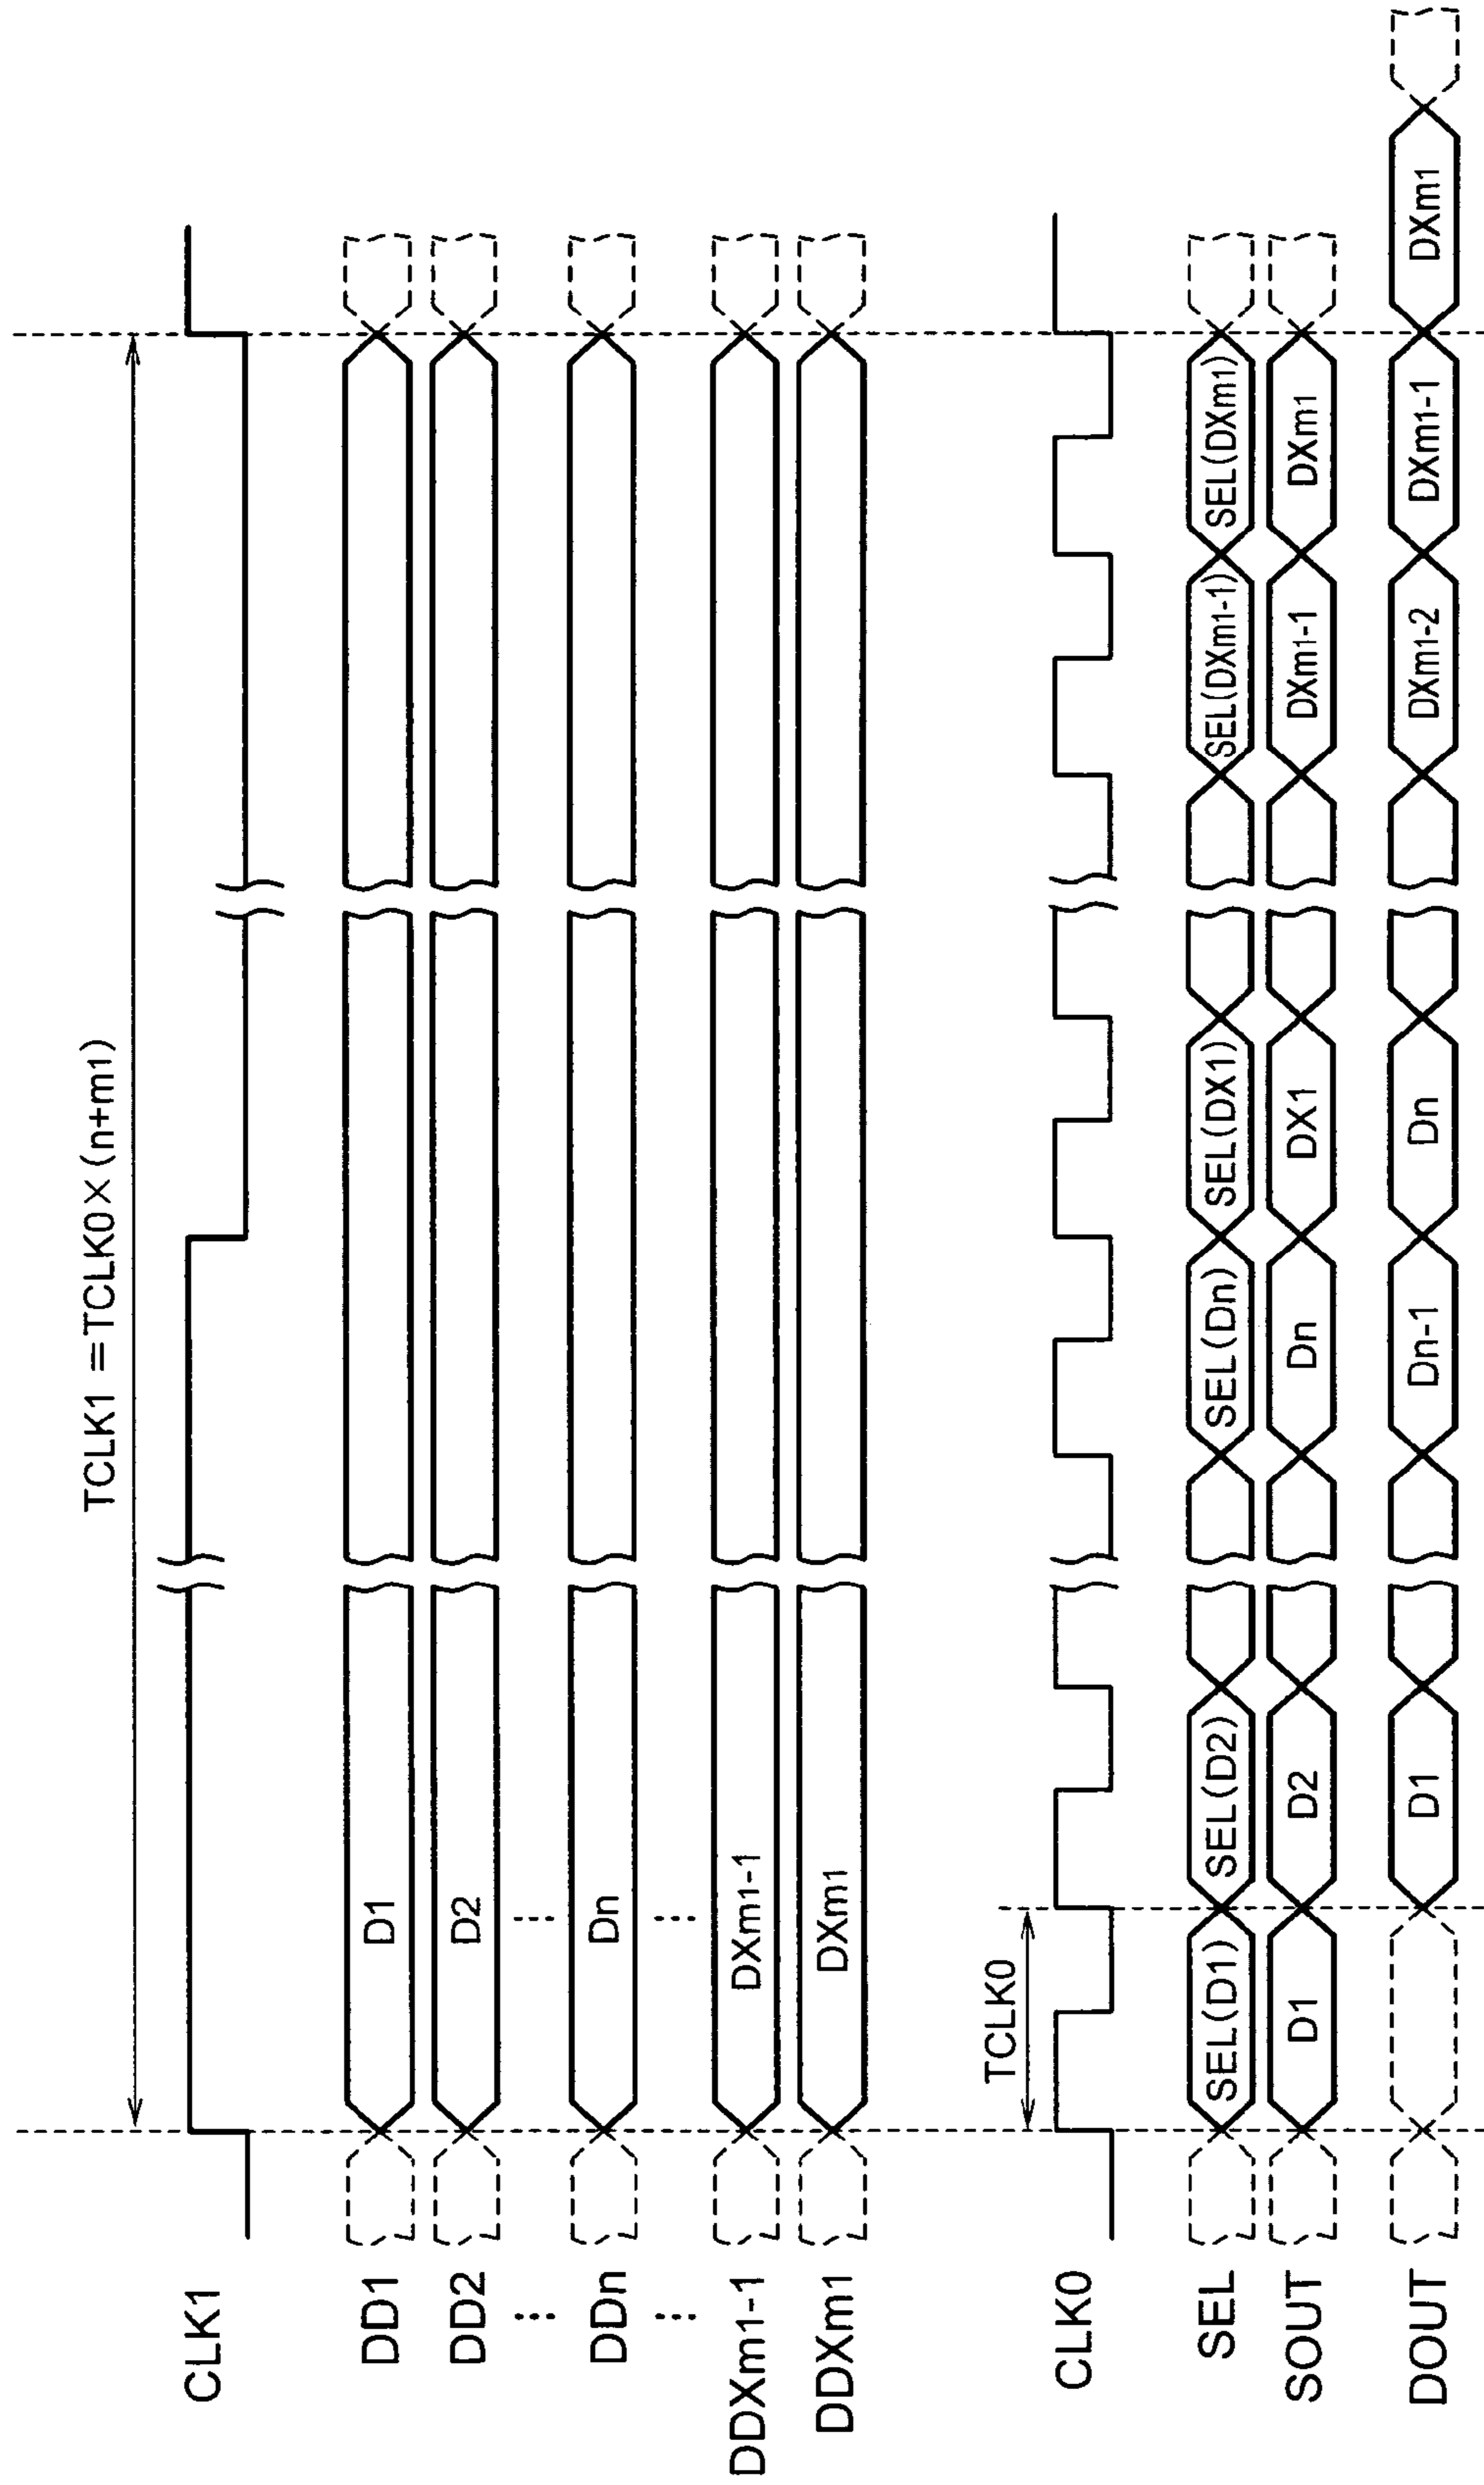 TCLK1=TCLK0×(n+m1)
CLK1
DD1 D1
DD2 D2
... ...
DDn Dn
... ...
DDXm1-1 DXm1-1
DDXm1 DXm1
TCLK0
CLK0
SEL SEL(D1) SEL(D2) SEL(Dn) SEL(DX1) SEL(DXm1-1) SEL(DXm1)
SOUT D1 D2 Dn DX1 DXm1-1 DXm1
DOUT D1 Dn-1 Dn DXm1-2 DXm1-1 DXm1